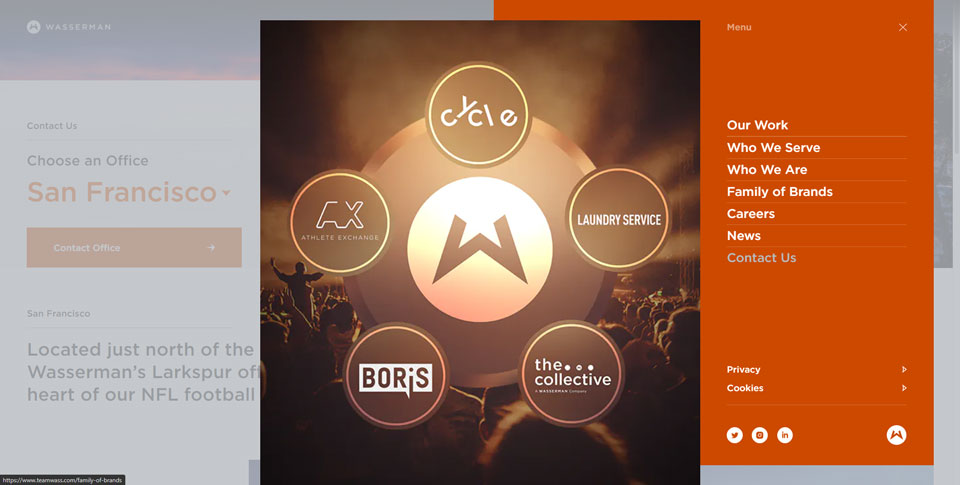 WASSERMAN
Contact Us
Choose an Office
San Francisco
Contact Office
San Francisco
Located just north of the
Wasserman's Larkspur off
heart of our NFL football
https://www.teamwass.com/family-of-brands
cycle
AX
ATHLETE EXCHANGE
LAUNDRY SERVICE
BORiS
the
collective
A WASSERMAN Company
Menu
Our Work
Who We Serve
Who We Are
Family of Brands
Careers
News
Contact Us
Privacy
Cookies